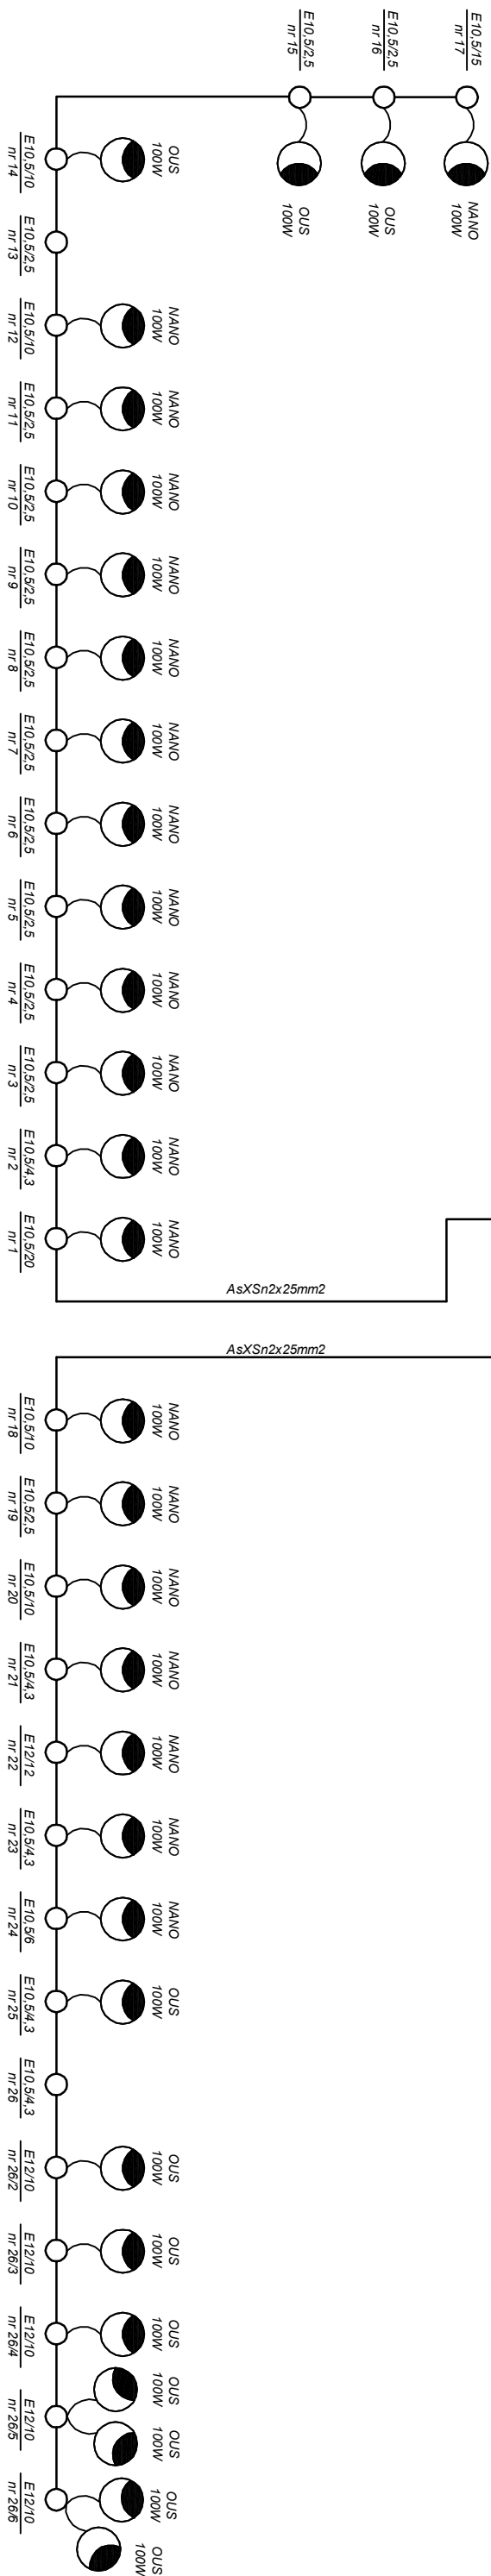 E10,5/2,5
nr 15
E10,5/2,5
nr 16
E10,5/15
nr 17
OUS
100W
OUS
100W
NANO
100W
E10,5/10
nr 14
OUS
100W
E10,5/2,5
nr 13
E10,5/10
nr 12
NANO
100W
E10,5/2,5
nr 11
NANO
100W
E10,5/2,5
nr 10
NANO
100W
E10,5/2,5
nr 9
NANO
100W
E10,5/2,5
nr 8
NANO
100W
E10,5/2,5
nr 7
NANO
100W
E10,5/2,5
nr 6
NANO
100W
E10,5/2,5
nr 5
NANO
100W
E10,5/2,5
nr 4
NANO
100W
E10,5/2,5
nr 3
NANO
100W
E10,5/4,3
nr 2
NANO
100W
E10,5/20
nr 1
NANO
100W
AsXSn2x25mm2
AsXSn2x25mm2
E10,5/10
nr 18
NANO
100W
E10,5/2,5
nr 19
NANO
100W
E10,5/10
nr 20
NANO
100W
E10,5/4,3
nr 21
NANO
100W
E12/12
nr 22
NANO
100W
E10,5/4,3
nr 23
NANO
100W
E10,5/6
nr 24
NANO
100W
E10,5/4,3
nr 25
OUS
100W
E10,5/4,3
nr 26
E12/10
nr 26/2
OUS
100W
E12/10
nr 26/3
OUS
100W
E12/10
nr 26/4
OUS
100W
E12/10
nr 26/5
OUS
100W
OUS
100W
E12/10
nr 26/6
OUS
100W
OUS
100W